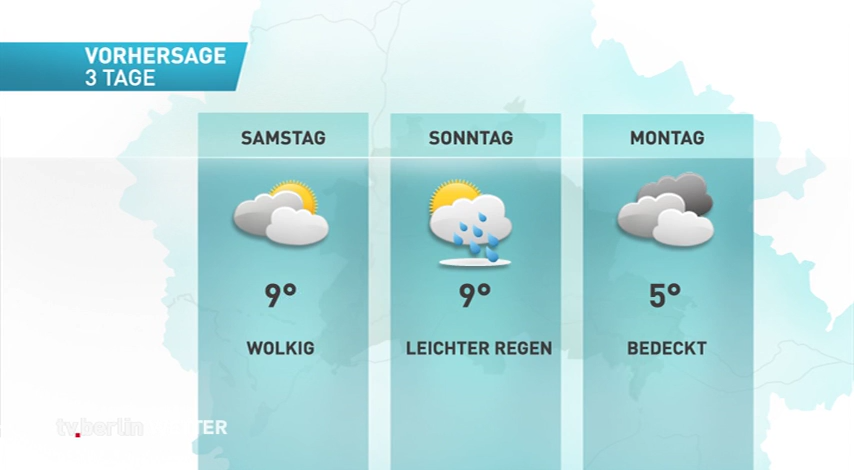 VORHERSAGE
3 TAGE
SAMSTAG
SONNTAG
MONTAG
9°
9°
5°
WOLKIG
LEICHTER REGEN
BEDECKT
tv.berlin